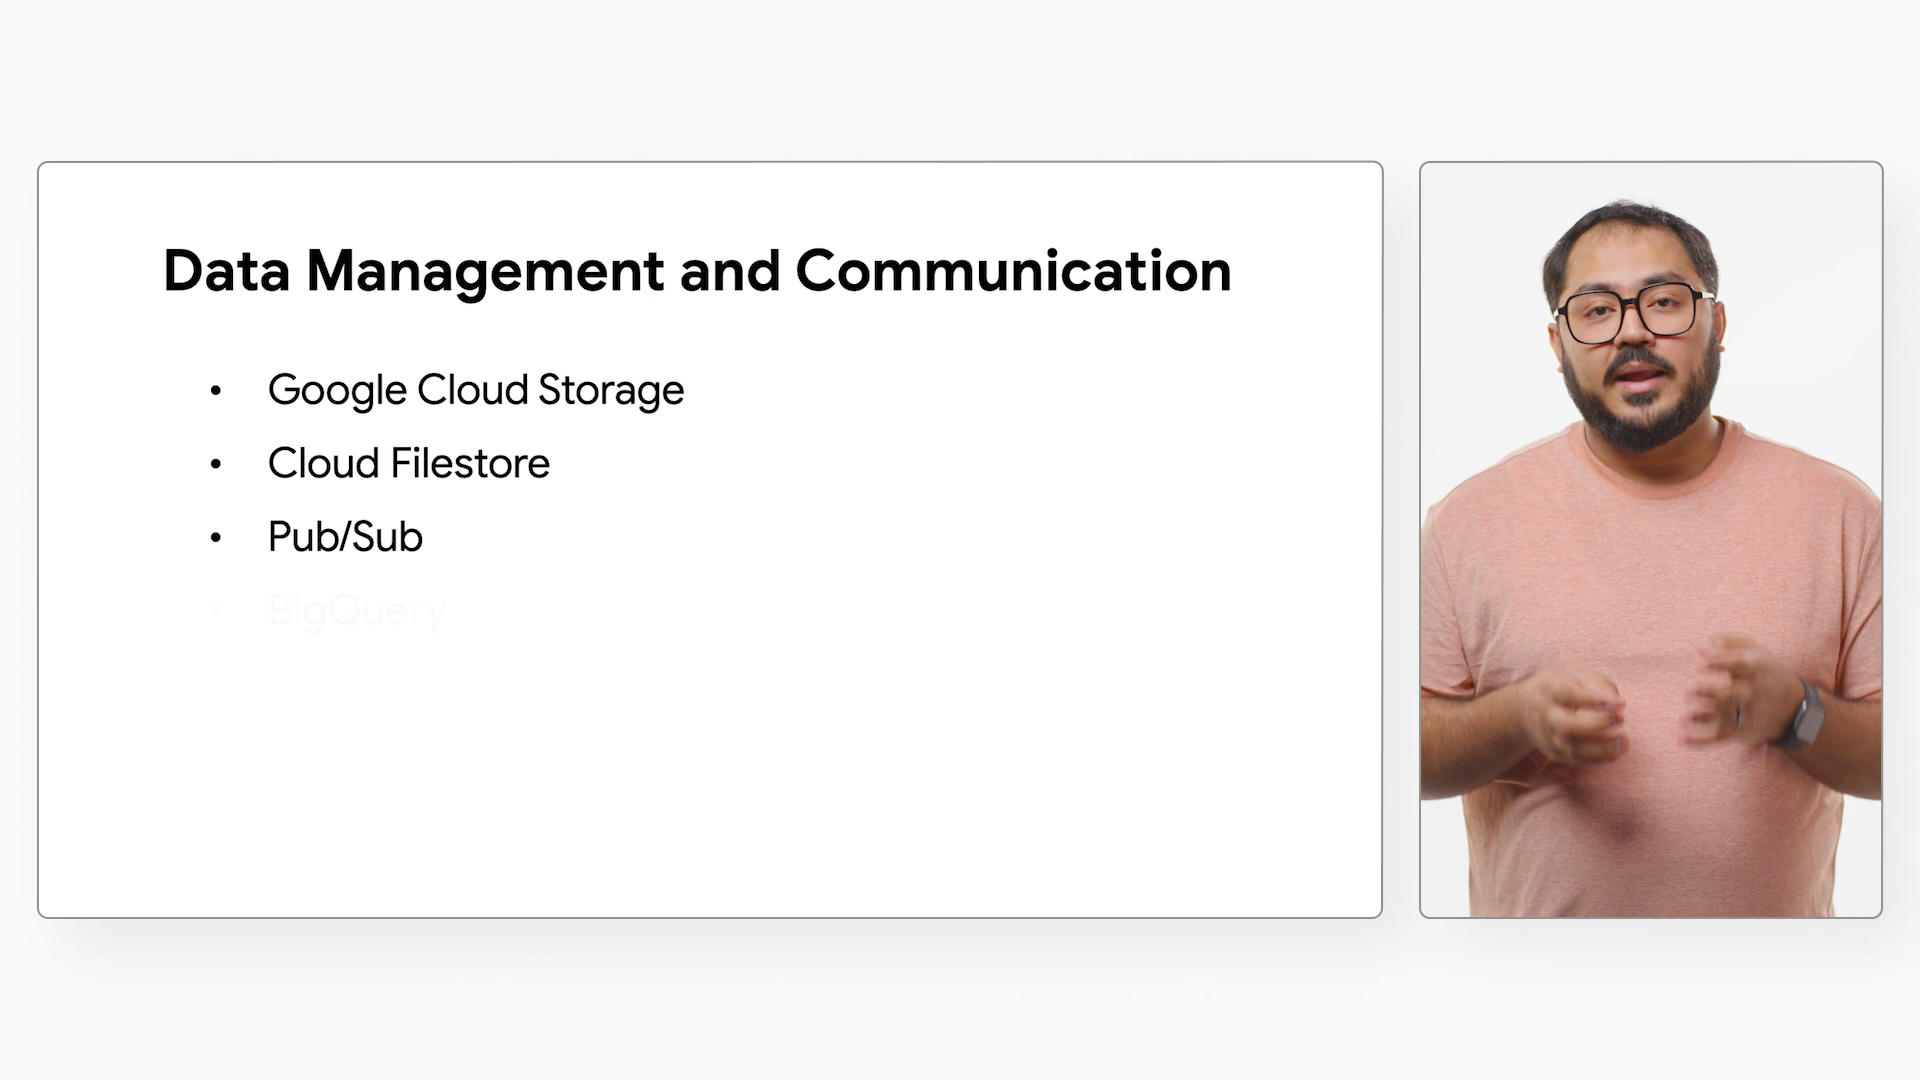 Data Management and Communication
• Google Cloud Storage
• Cloud Filestore
• Pub/Sub
• BigQuery